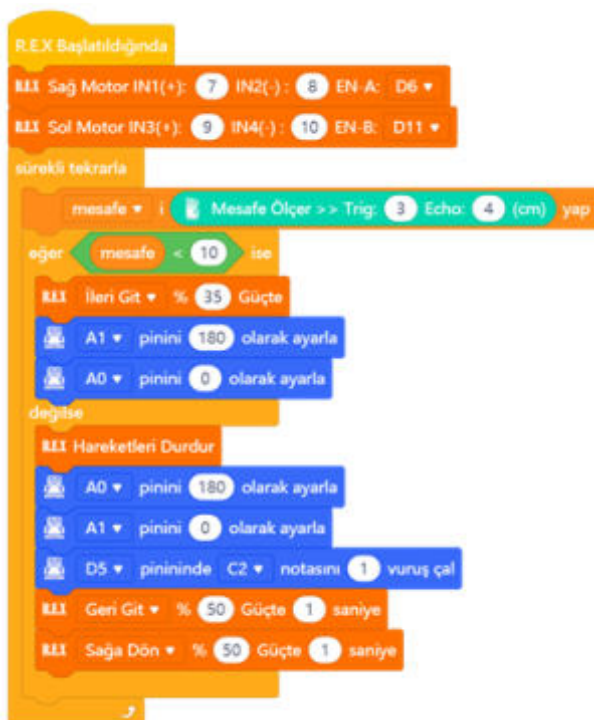 R.E.X Başlatıldığında
R.E.X Sağ Motor IN1(+): 7 IN2(-) : 8 EN-A: D6
R.E.X Sol Motor IN3(+): 9 IN4(-) : 10 EN-B: D11
sürekli tekrarla
mesafe i Mesafe Ölçer >> Trig: 3 Echo: 4 (cm) yap
eğer mesafe < 10 ise
R.E.X İleri Git % 35 Güçte
A1 pinini 180 olarak ayarla
A0 pinini 0 olarak ayarla
değilse
R.E.X Hareketleri Durdur
A0 pinini 180 olarak ayarla
A1 pinini 0 olarak ayarla
D5 pinininde C2 notasını 1 vuruş çal
R.E.X Geri Git % 50 Güçte 1 saniye
R.E.X Sağa Dön % 50 Güçte 1 saniye